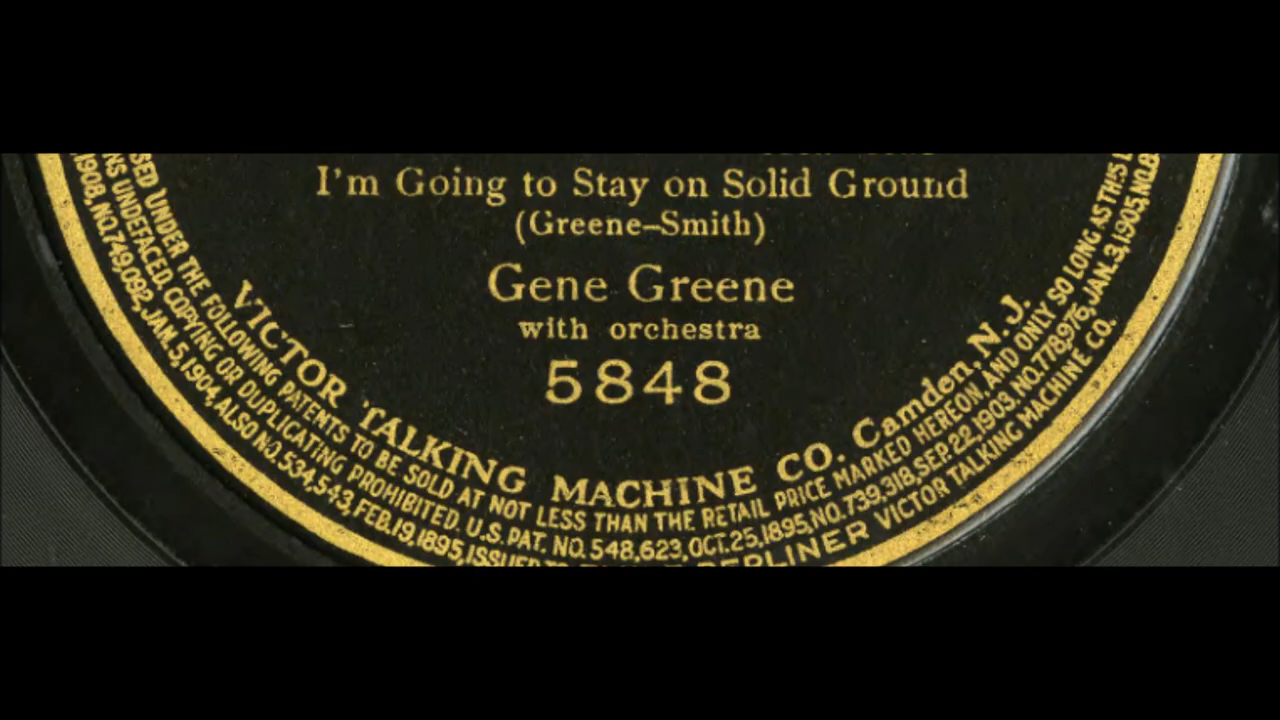 I'm Going to Stay on Solid Ground
(Greene–Smith)
Gene Greene
with orchestra
5848
VICTOR TALKING MACHINE CO. Camden, N. J.
SED UNDER THE FOLLOWING PATENTS TO BE SOLD AT NOT LESS THAN THE RETAIL PRICE MARKED HEREON, AND ONLY SO LONG AS THIS
NS UNDEFACED. COPYING OR DUPLICATING PROHIBITED. U.S. PAT. NO. 548,623, OCT. 25, 1895, NO. 739,318, SEP. 22, 1903. NO. 778,976, JAN. 3, 1905, NO. 8
1908, NO. 749,092, JAN. 5, 1904, ALSO NO. 534,543, FEB. 19, 1895, ISSUED TO BERLINER VICTOR TALKING MACHINE CO.